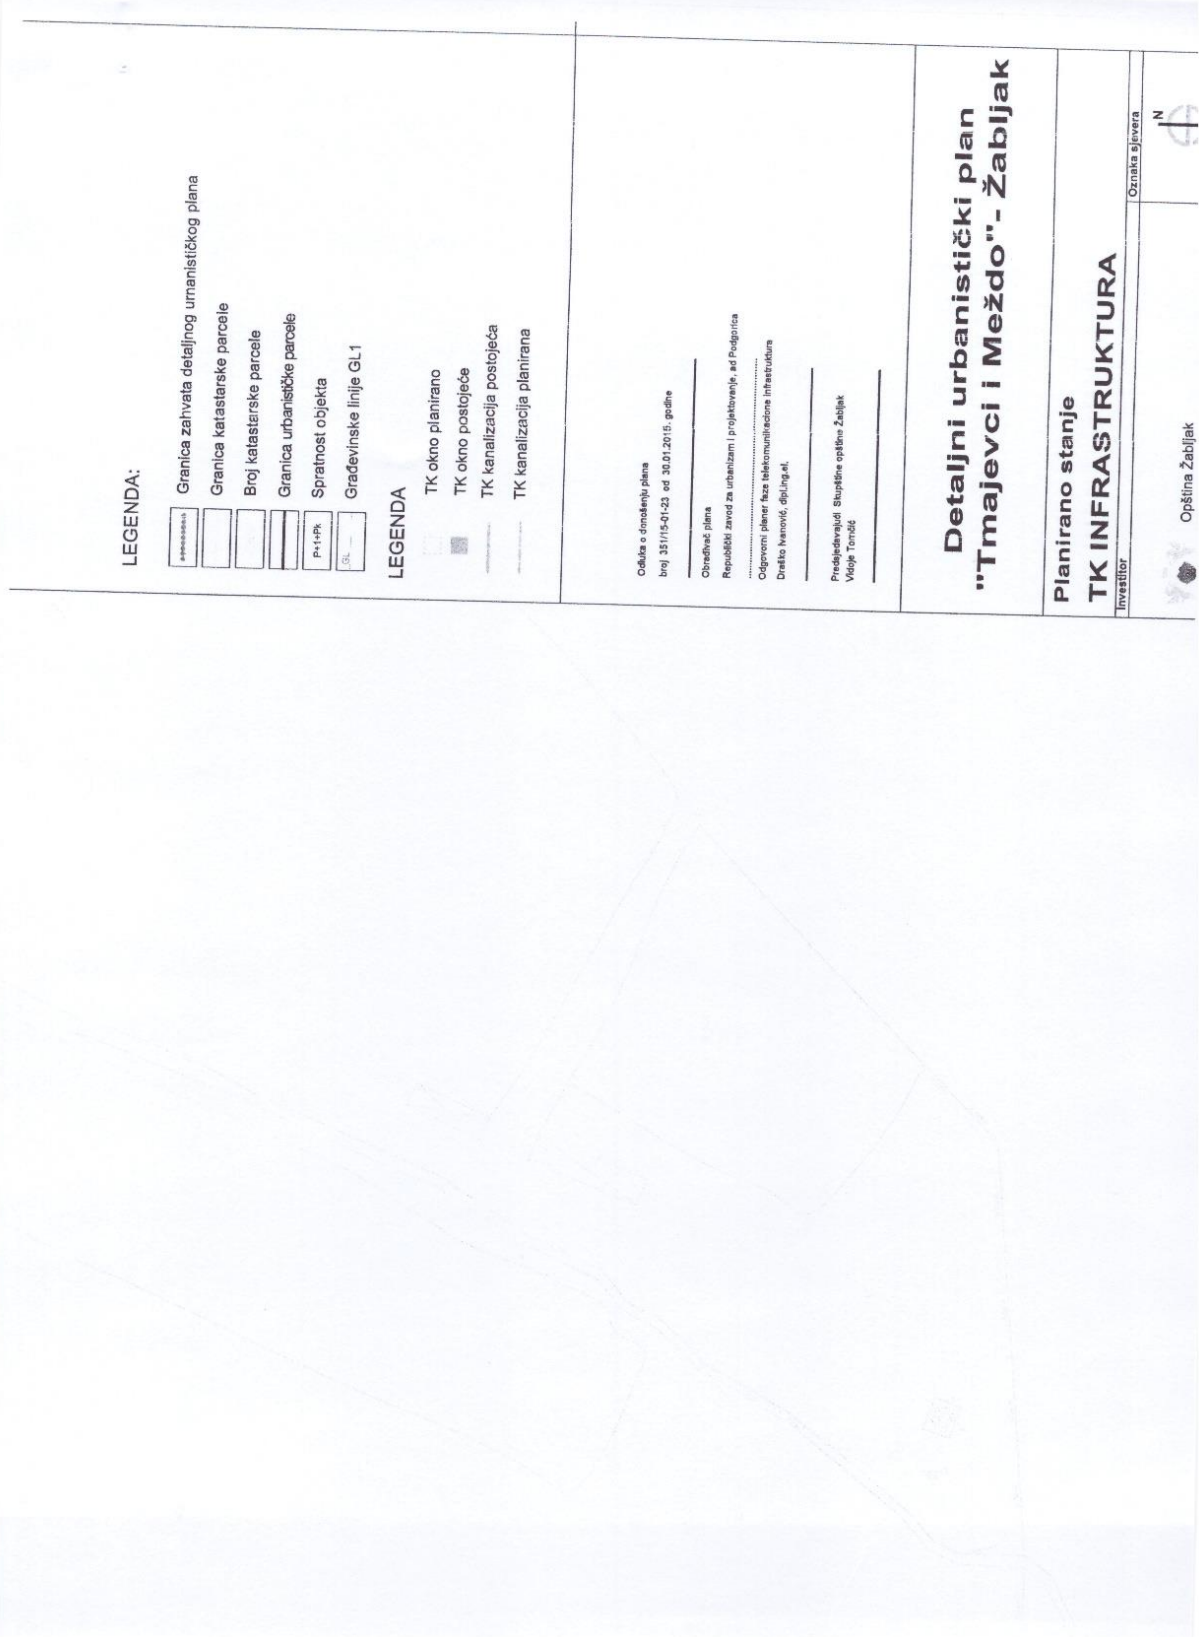 LEGENDA:
Granica zahvata detaljnog urnanističkog plana
Granica katastarske parcele
Broj katastarske parcele
Granica urbanističke parcele
P+1+Pk Spratnost objekta
GL Građevinske linije GL1
LEGENDA
TK okno planirano
TK okno postojeće
TK kanalizacija postojeća
TK kanalizacija planirana
Odluka o donošenju plana
broj 351/15-01-23 od 30.01.2015. godine
Obrađivač plana
Republički zavod za urbanizam i projektovanje, ad Podgorica
Odgovorni planer faze telekomunikacione infrastruktura
Draško Ivanović, dipl.ing.el.
Predsjedavajući Skupštine opštine Žabljak
Vidoje Tomčić
Detaljni urbanistički plan
"Tmajevci i Meždo"- Žabljak
Planirano stanje
TK INFRASTRUKTURA
Investitor
Oznaka sjevera
N
Opština Žabljak